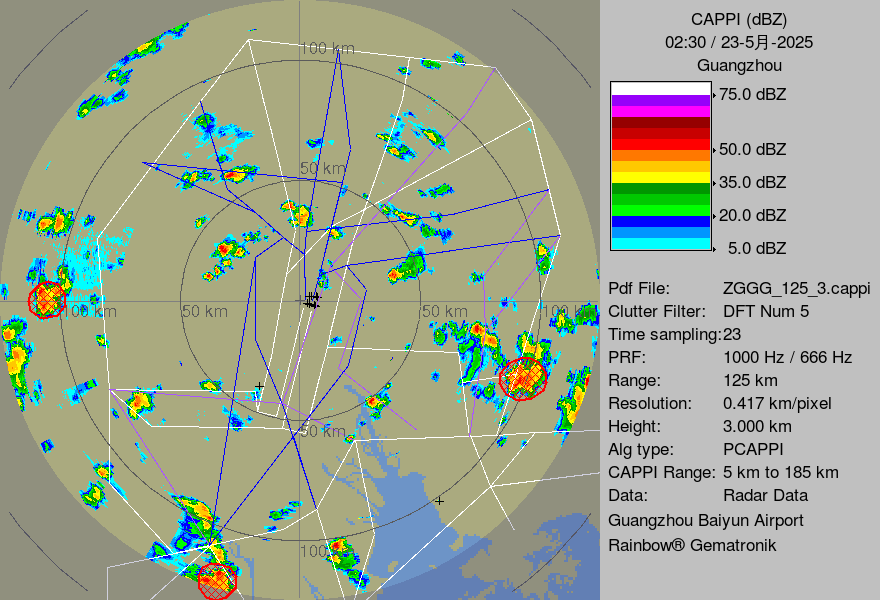 CAPPI (dBZ)
02:30 / 23-5月-2025
Guangzhou
75.0 dBZ
50.0 dBZ
35.0 dBZ
20.0 dBZ
5.0 dBZ
Pdf File: ZGGG_125_3.cappi
Clutter Filter: DFT Num 5
Time sampling:23
PRF: 1000 Hz / 666 Hz
Range: 125 km
Resolution: 0.417 km/pixel
Height: 3.000 km
Alg type: PCAPPI
CAPPI Range: 5 km to 185 km
Data: Radar Data
Guangzhou Baiyun Airport
Rainbow® Gematronik
100 km
50 km
100 km
50 km
50 km
100 km
50 km
100